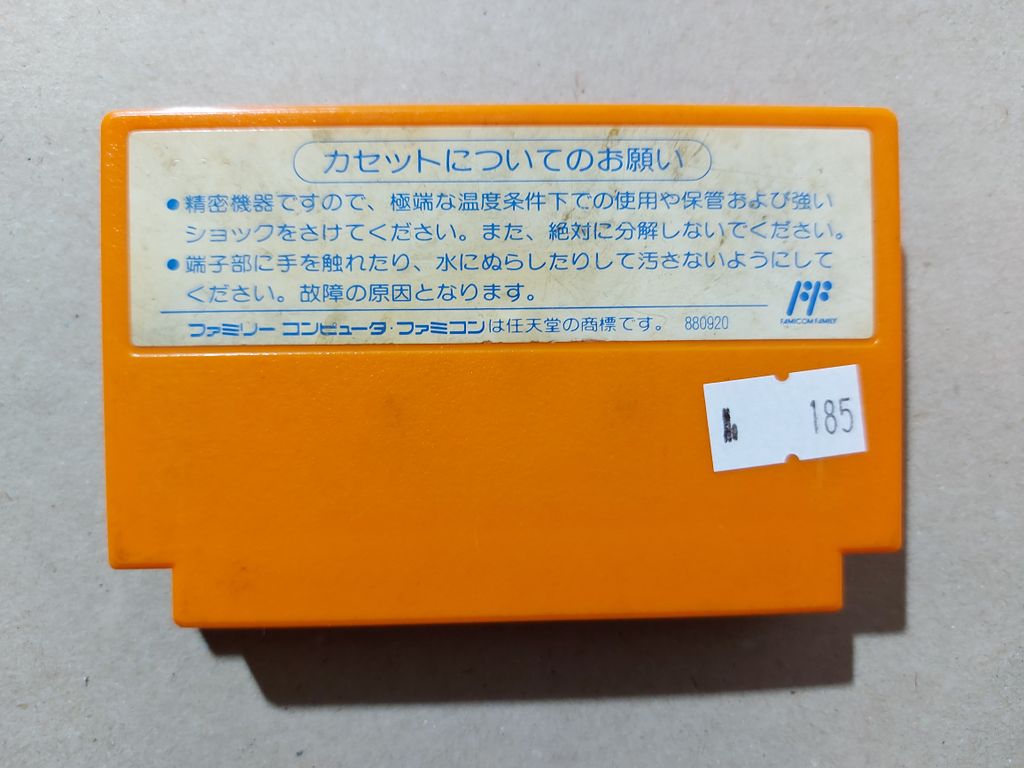 カセットについてのお願い
●精密機器ですので、極端な温度条件下での使用や保管および強い
ショックをさけてください。また、絶対に分解しないでください。
●端子部に手を触れたり、水にぬらしたりして汚さないようにして
ください。故障の原因となります。
FF
FAMICOM FAMILY
ファミリー コンピュータ・ファミコンは任天堂の商標です。 880920
185